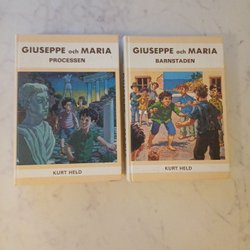 GIUSEPPE och MARIA
PROCESSEN
KURT HELD
GIUSEPPE och MARIA
BARNSTADEN
KURT HELD